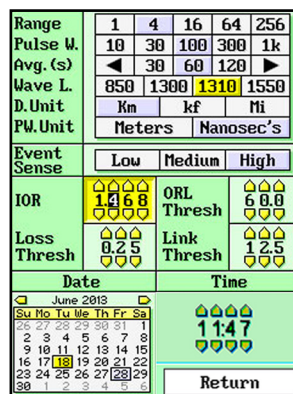 Range 1 4 16 64 256
Pulse W. 10 30 100 300 1k
Avg.(s) 30 60 120
Wave L. 850 1300 1310 1550
D.Unit Km kf Mi
PW.Unit Meters Nanosec's
Event Sense Low Medium High
IOR 1.468
ORL Thresh 60.0
Loss Thresh 0.25
Link Thresh 12.5
Date Time
June 2013
Su Mo Tu We Th Fr Sa
26 27 28 29 30 31 1
2 3 4 5 6 7 8
9 10 11 12 13 14 15
16 17 18 19 20 21 22
23 24 25 26 27 28 29
30 1 2 3 4 5 6
11:47
Return